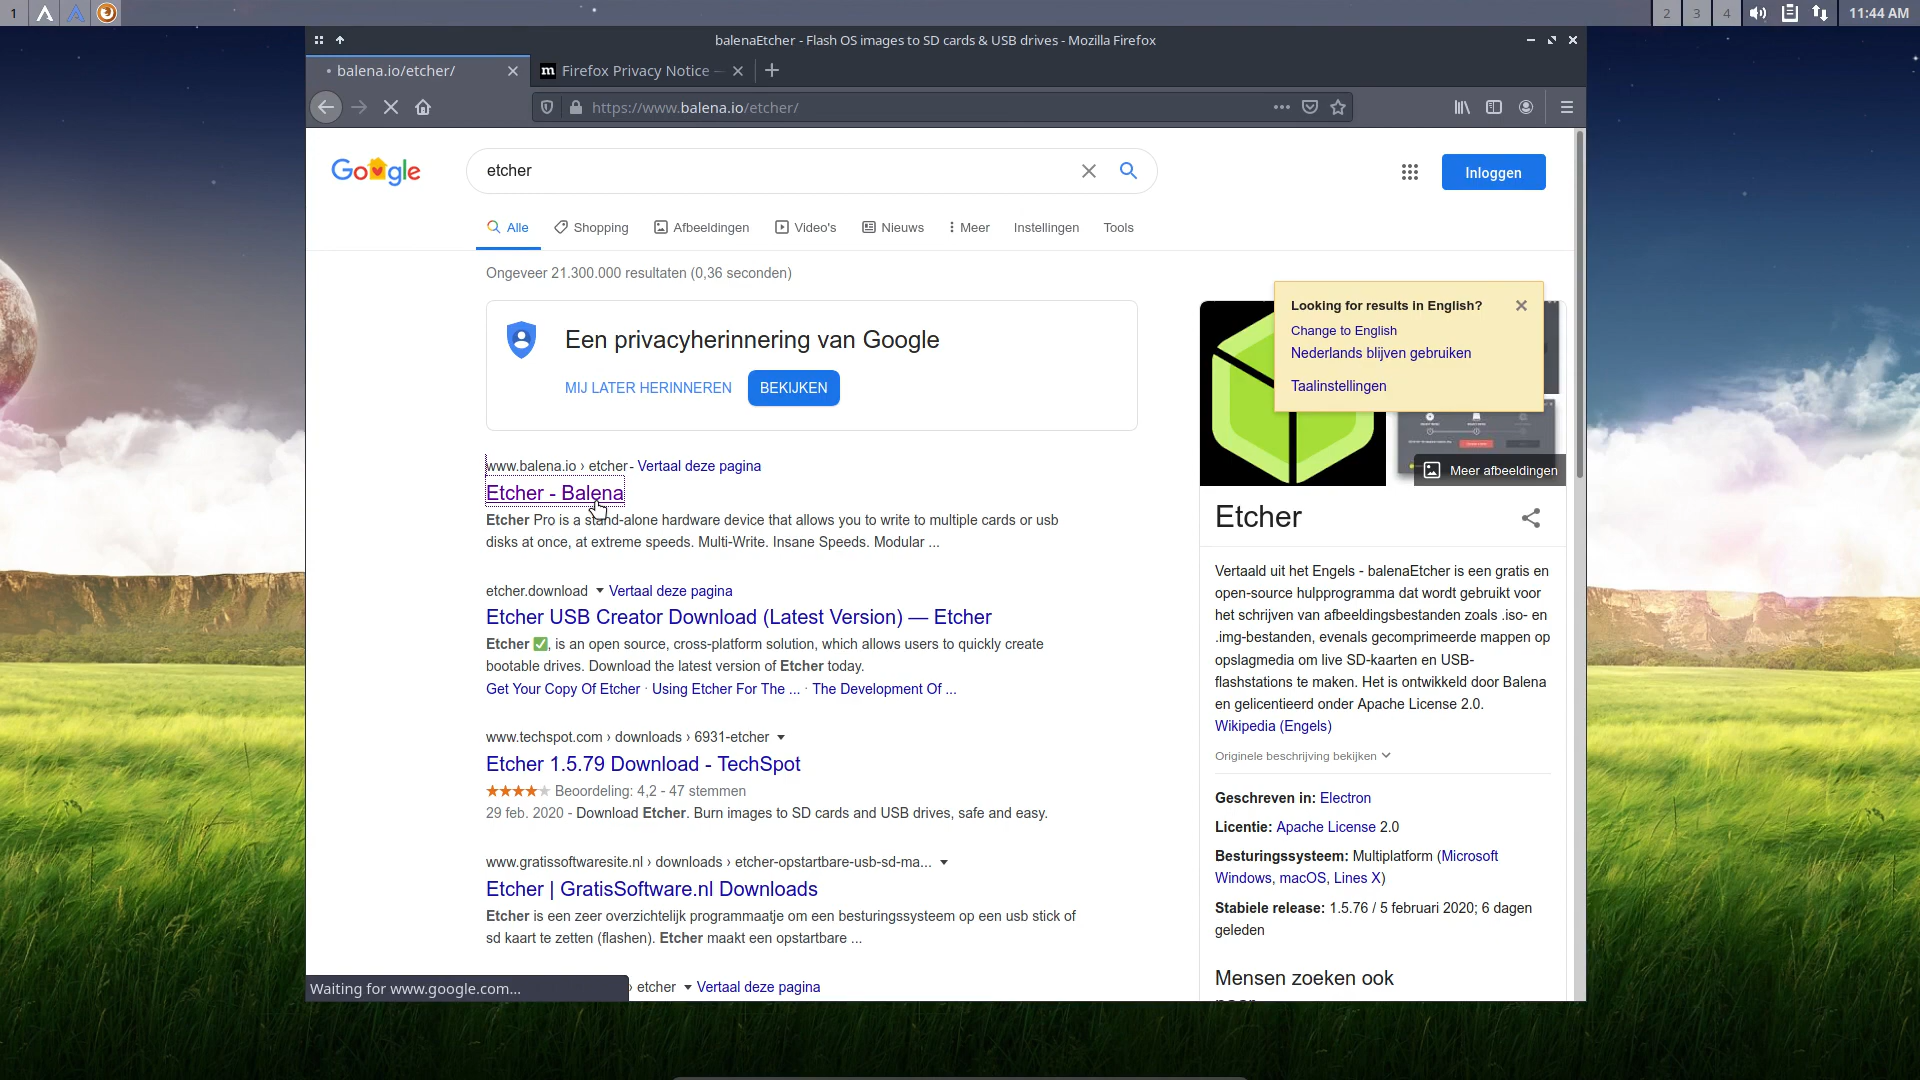 1
2
3
4
11:44 AM
balenaEtcher - Flash OS images to SD cards & USB drives - Mozilla Firefox
balena.io/etcher/
m Firefox Privacy Notice —
https://www.balena.io/etcher/
Google
etcher
Inloggen
Alle
Shopping
Afbeeldingen
Video's
Nieuws
Meer
Instellingen
Tools
Ongeveer 21.300.000 resultaten (0,36 seconden)
Een privacyherinnering van Google
MIJ LATER HERINNEREN
BEKIJKEN
www.balena.io › etcher - Vertaal deze pagina
Etcher - Balena
Etcher Pro is a stand-alone hardware device that allows you to write to multiple cards or usb
disks at once, at extreme speeds. Multi-Write. Insane Speeds. Modular ...
etcher.download ▼ Vertaal deze pagina
Etcher USB Creator Download (Latest Version) — Etcher
Etcher ✅, is an open source, cross-platform solution, which allows users to quickly create
bootable drives. Download the latest version of Etcher today.
Get Your Copy Of Etcher · Using Etcher For The ... · The Development Of ...
www.techspot.com › downloads › 6931-etcher ▼
Etcher 1.5.79 Download - TechSpot
Beoordeling: 4,2 - 47 stemmen
29 feb. 2020 - Download Etcher. Burn images to SD cards and USB drives, safe and easy.
www.gratissoftwaresite.nl › downloads › etcher-opstartbare-usb-sd-ma... ▼
Etcher | GratisSoftware.nl Downloads
Etcher is een zeer overzichtelijk programmaatje om een besturingssysteem op een usb stick of
sd kaart te zetten (flashen). Etcher maakt een opstartbare ...
› etcher ▼ Vertaal deze pagina
Waiting for www.google.com...
Looking for results in English?
Change to English
Nederlands blijven gebruiken
Taalinstellingen
Meer afbeeldingen
Etcher
Vertaald uit het Engels - balenaEtcher is een gratis en
open-source hulpprogramma dat wordt gebruikt voor
het schrijven van afbeeldingsbestanden zoals .iso- en
.img-bestanden, evenals gecomprimeerde mappen op
opslagmedia om live SD-kaarten en USB-
flashstations te maken. Het is ontwikkeld door Balena
en gelicentieerd onder Apache License 2.0.
Wikipedia (Engels)
Originele beschrijving bekijken
Geschreven in: Electron
Licentie: Apache License 2.0
Besturingssysteem: Multiplatform (Microsoft
Windows, macOS, Lines X)
Stabiele release: 1.5.76 / 5 februari 2020; 6 dagen
geleden
Mensen zoeken ook